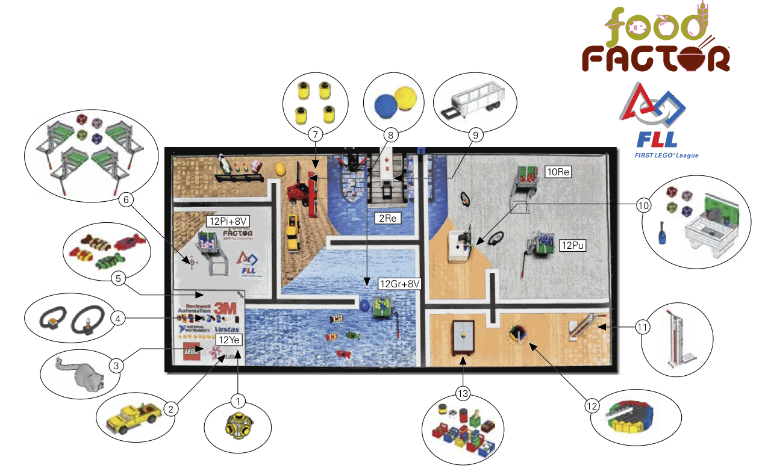 food
FACTOR
FLL
FIRST LEGO League
7
8
9
10Re
10
6
12Pi+8V
2Re
12Pu
FACTOR
FLL
5
12Gr+8V
4
Rockwell
Automation
3M
NATIONAL
INSTRUMENTS
Vestas
11
3
LEGO
12Ye
2
1
13
12